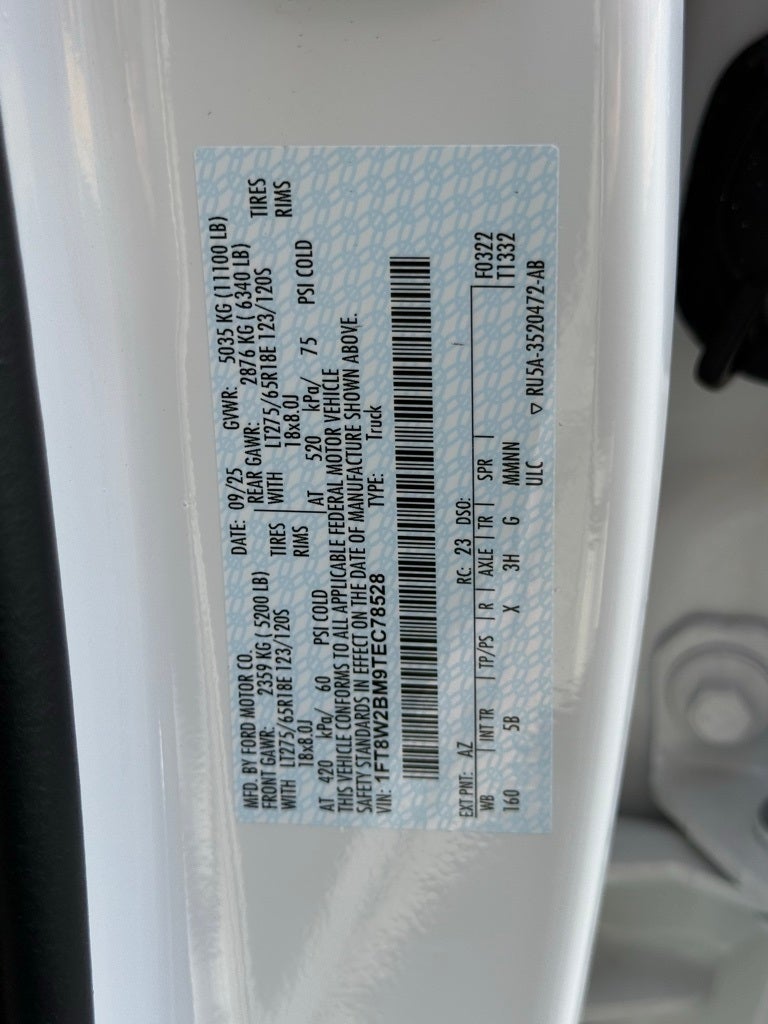 MFD. BY FORD MOTOR CO. DATE: 09/25 GVWR: 5035 KG (11100 LB)
FRONT GAWR: 2359 KG ( 5200 LB) REAR GAWR: 2876 KG ( 6340 LB)
WITH LT275/65R18E 123/120S TIRES WITH LT275/65R18E 123/120S TIRES
18x8.0J RIMS 18x8.0J RIMS
AT 420 kPa/ 60 PSI COLD AT 520 kPa/ 75 PSI COLD
THIS VEHICLE CONFORMS TO ALL APPLICABLE FEDERAL MOTOR VEHICLE
SAFETY STANDARDS IN EFFECT ON THE DATE OF MANUFACTURE SHOWN ABOVE.
VIN: 1FT8W2BM9TEC78528 TYPE: Truck
EXT PNT: AZ RC: 23 DSO: F0322
WB INT TR TP/PS R AXLE TR SPR T1332
160 5B X 3H G MMNN
ULC ▽ RU5A-3520472-AB